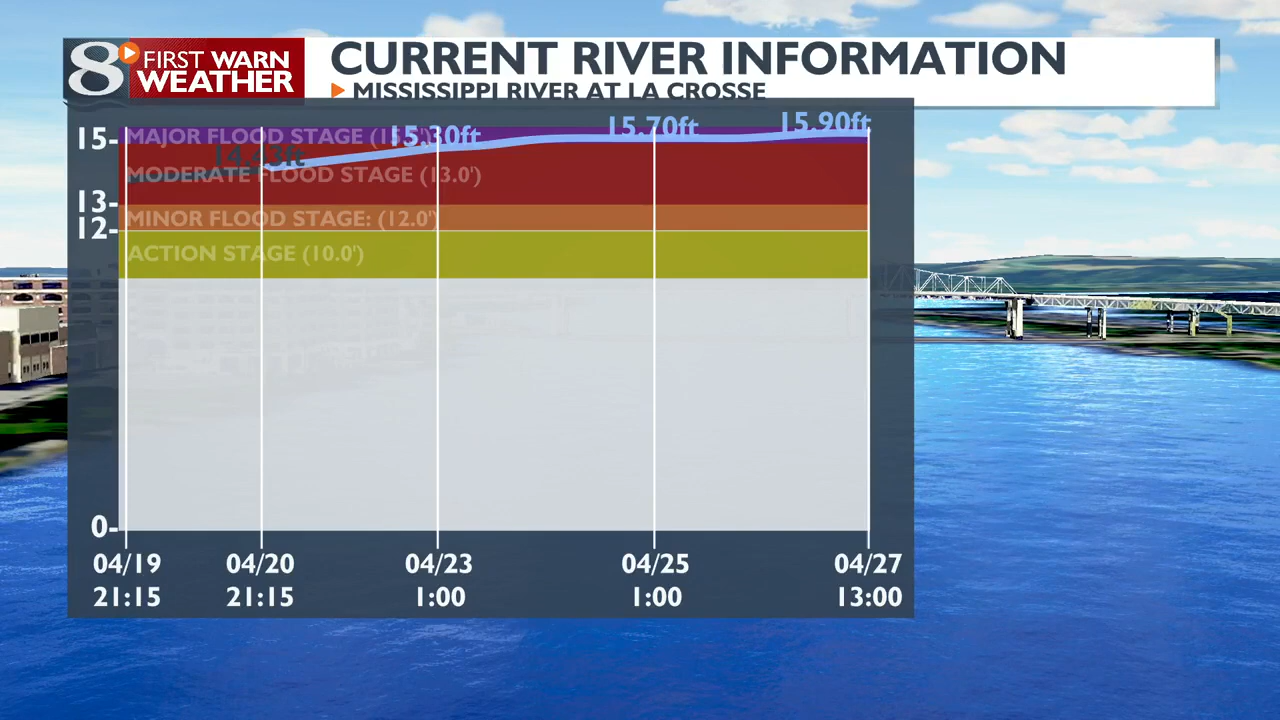 8 FIRST WARN
WEATHER
CURRENT RIVER INFORMATION
MISSISSIPPI RIVER AT LA CROSSE
15.30ft 15.70ft 15.90ft
15- MAJOR FLOOD STAGE
14.43ft
MODERATE FLOOD STAGE (13.0')
13-
MINOR FLOOD STAGE: (12.0')
12-
ACTION STAGE (10.0')
0-
04/19 04/20 04/23 04/25 04/27
21:15 21:15 1:00 1:00 13:00